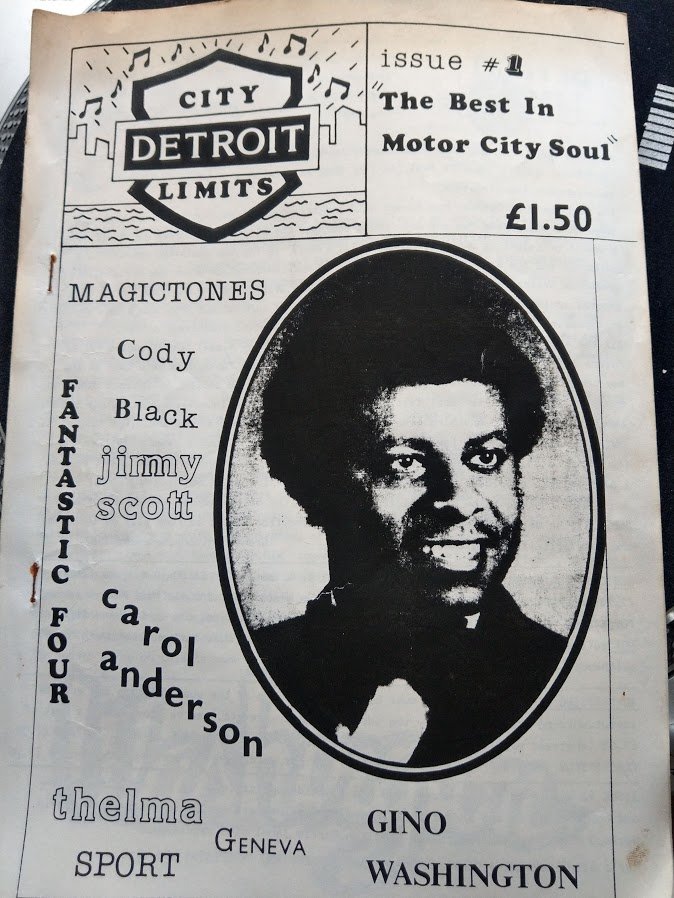 CITY
DETROIT
LIMITS
issue #1
"The Best In
Motor City Soul"
£1.50
MAGICTONES
Cody
Black
jimmy
scott
FANTASTIC FOUR
carol
anderson
thelma
GENEVA
SPORT
GINO
WASHINGTON